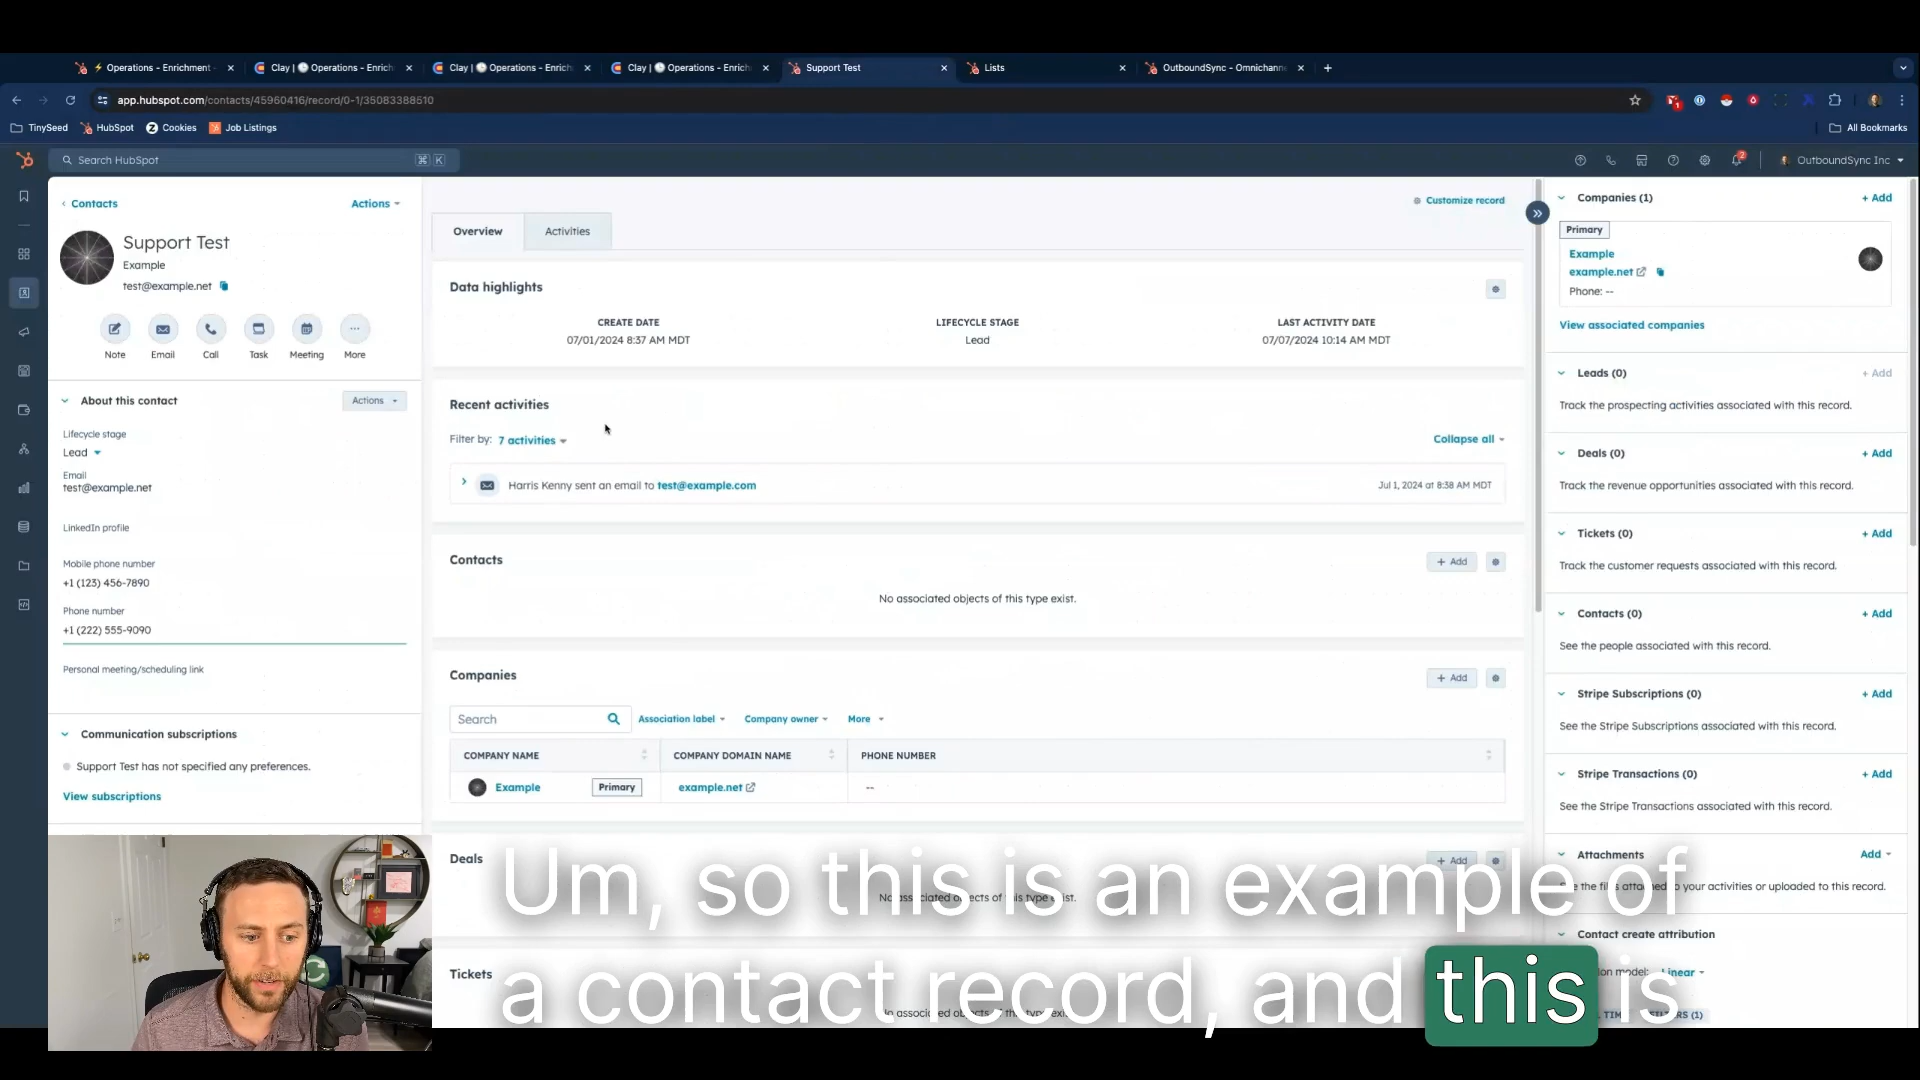 ⚡ Operations - Enrichment -
Clay | 🕒 Operations - Enrich
Clay | 🕒 Operations - Enrich
Clay | 🕒 Operations - Enrich
Support Test
Lists
OutboundSync - Omnichann
app.hubspot.com/contacts/45960416/record/0-1/35083388510
TinySeed
HubSpot
Cookies
Job Listings
All Bookmarks
Search HubSpot
⌘ K
2
OutboundSync Inc
Contacts
Actions
Support Test
Example
test@example.net
Note
Email
Call
Task
Meeting
More
About this contact
Actions
Lifecycle stage
Lead
Email
test@example.net
LinkedIn profile
Mobile phone number
+1 (123) 456-7890
Phone number
+1 (222) 555-9090
Personal meeting/scheduling link
Communication subscriptions
Support Test has not specified any preferences.
View subscriptions
Customize record
Overview
Activities
Data highlights
CREATE DATE
07/01/2024 8:37 AM MDT
LIFECYCLE STAGE
Lead
LAST ACTIVITY DATE
07/07/2024 10:14 AM MDT
Recent activities
Filter by: 7 activities
Collapse all
Harris Kenny sent an email to test@example.com
Jul 1, 2024 at 8:38 AM MDT
Contacts
+ Add
No associated objects of this type exist.
Companies
+ Add
Search
Association label
Company owner
More
COMPANY NAME
COMPANY DOMAIN NAME
PHONE NUMBER
Example
Primary
example.net
--
Deals
+ Add
Tickets
Companies (1)
+ Add
Primary
Example
example.net
Phone: --
View associated companies
Leads (0)
+ Add
Track the prospecting activities associated with this record.
Deals (0)
+ Add
Track the revenue opportunities associated with this record.
Tickets (0)
+ Add
Track the customer requests associated with this record.
Contacts (0)
+ Add
See the people associated with this record.
Stripe Subscriptions (0)
+ Add
See the Stripe Subscriptions associated with this record.
Stripe Transactions (0)
+ Add
See the Stripe Transactions associated with this record.
Attachments
Add
the files attached to your activities or uploaded to this record.
Contact create attribution
model: Linear
(1)
Um, so this is an example of
a contact record, and this is